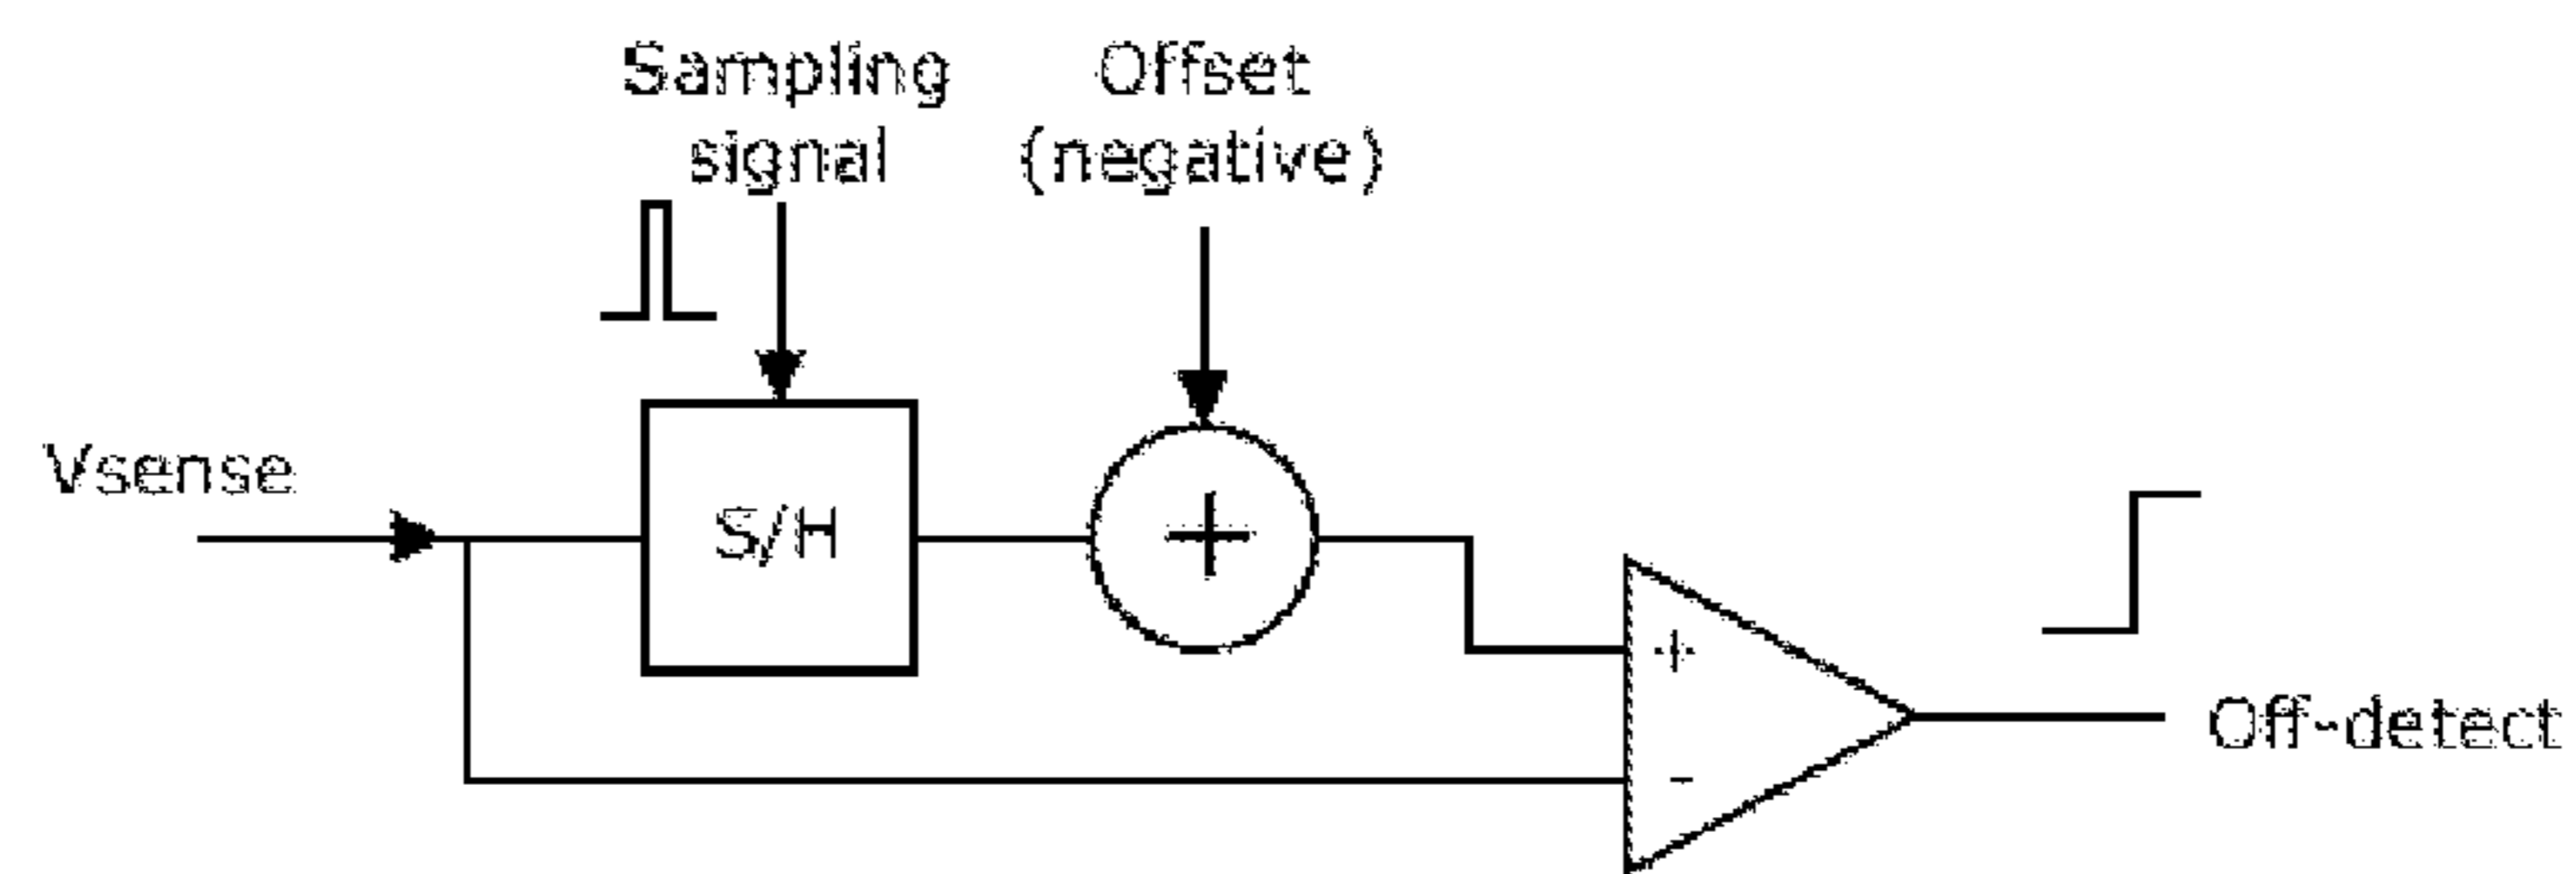 Sampling
signal
Offset
(negative)
Vsense
S/H
+
+
-
Off-detect